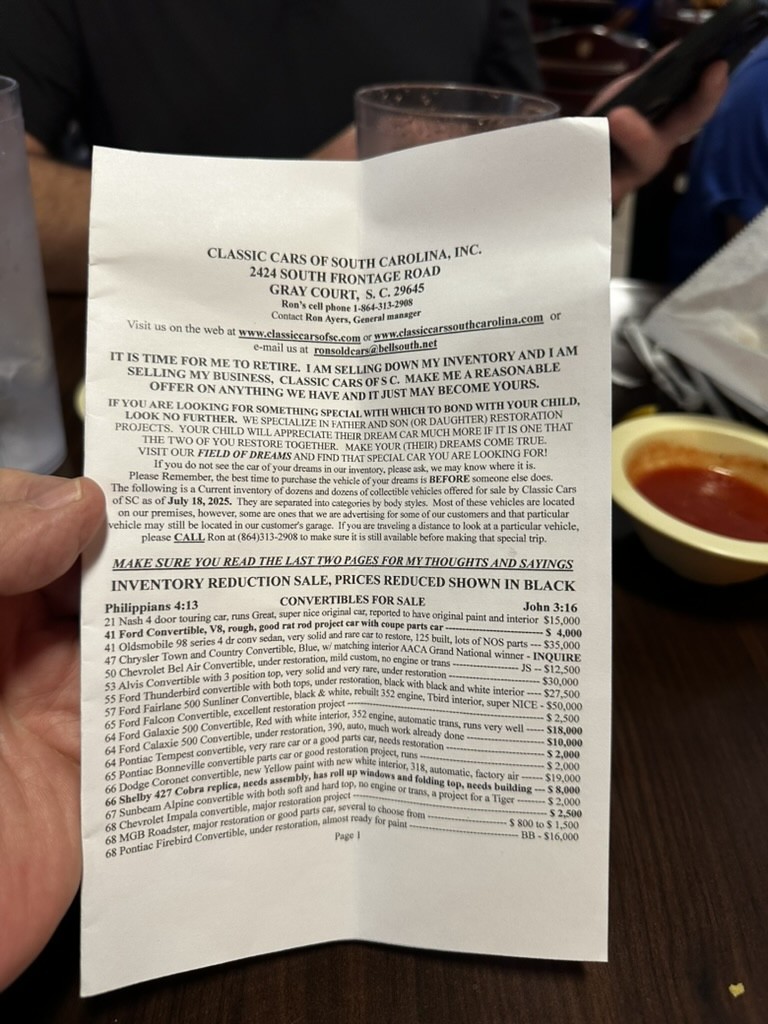 CLASSIC CARS OF SOUTH CAROLINA, INC.
2424 SOUTH FRONTAGE ROAD
GRAY COURT, S. C. 29645
Ron's cell phone 1-864-313-2908
Contact Ron Ayers, General manager
Visit us on the web at www.classiccarsofsc.com or www.classiccarssouthcarolina.com or
e-mail us at ronsoldcars@bellsouth.net
IT IS TIME FOR ME TO RETIRE. I AM SELLING DOWN MY INVENTORY AND I AM
SELLING MY BUSINESS, CLASSIC CARS OF S C. MAKE ME A REASONABLE
OFFER ON ANYTHING WE HAVE AND IT JUST MAY BECOME YOURS.
IF YOU ARE LOOKING FOR SOMETHING SPECIAL WITH WHICH TO BOND WITH YOUR CHILD,
LOOK NO FURTHER. WE SPECIALIZE IN FATHER AND SON (OR DAUGHTER) RESTORATION
PROJECTS. YOUR CHILD WILL APPRECIATE THEIR DREAM CAR MUCH MORE IF IT IS ONE THAT
THE TWO OF YOU RESTORE TOGETHER. MAKE YOUR (THEIR) DREAMS COME TRUE.
VISIT OUR FIELD OF DREAMS AND FIND THAT SPECIAL CAR YOU ARE LOOKING FOR!
If you do not see the car of your dreams in our inventory, please ask, we may know where it is.
Please Remember, the best time to purchase the vehicle of your dreams is BEFORE someone else does.
The following is a Current inventory of dozens and dozens of collectible vehicles offered for sale by Classic Cars
of SC as of July 18, 2025. They are separated into categories by body styles. Most of these vehicles are located
on our premises, however, some are ones that we are advertising for some of our customers and that particular
vehicle may still be located in our customer's garage. If you are traveling a distance to look at a particular vehicle,
please CALL Ron at (864)313-2908 to make sure it is still available before making that special trip.
MAKE SURE YOU READ THE LAST TWO PAGES FOR MY THOUGHTS AND SAYINGS
INVENTORY REDUCTION SALE, PRICES REDUCED SHOWN IN BLACK
Philippians 4:13 CONVERTIBLES FOR SALE John 3:16
21 Nash 4 door touring car, runs Great, super nice original car, reported to have original paint and interior $15,000
41 Ford Convertible, V8, rough, good rat rod project car with coupe parts car ---------------- $ 4,000
41 Oldsmobile 98 series 4 dr conv sedan, very solid and rare car to restore, 125 built, lots of NOS parts --- $35,000
47 Chrysler Town and Country Convertible, Blue, w/ matching interior AACA Grand National winner - INQUIRE
50 Chevrolet Bel Air Convertible, under restoration, mild custom, no engine or trans ---------------- JS -- $12,500
53 Alvis Convertible with 3 position top, very solid and very rare, under restoration ---------------- $30,000
55 Ford Thunderbird convertible with both tops, under restoration, black with black and white interior ---- $27,500
57 Ford Fairlane 500 Sunliner Convertible, black & white, rebuilt 352 engine, Tbird interior, super NICE - $50,000
65 Ford Falcon Convertible, excellent restoration project ---------------- $ 2,500
64 Ford Galaxie 500 Convertible, Red with white interior, 352 engine, automatic trans, runs very well ----- $18,000
64 Ford Calaxie 500 Convertible, under restoration, 390, auto, much work already done ---------------- $10,000
64 Pontiac Tempest convertible, very rare car or a good parts car, needs restoration ---------------- $ 2,000
65 Pontiac Bonneville convertible parts car or good restoration project, runs ---------------- $ 2,000
66 Dodge Coronet convertible, new Yellow paint with new white interior, 318, automatic, factory air ----- $19,000
66 Shelby 427 Cobra replica, needs assembly, has roll up windows and folding top, needs building --- $ 8,000
67 Sunbeam Alpine convertible with both soft and hard top, no engine or trans, a project for a Tiger ------- $ 2,000
68 Chevrolet Impala convertible, major restoration project ---------------- $ 2,500
68 MGB Roadster, major restoration or good parts car, several to choose from ---------------- $ 800 to $ 1,500
68 Pontiac Firebird Convertible, under restoration, almost ready for paint ---------------- BB - $16,000
Page 1